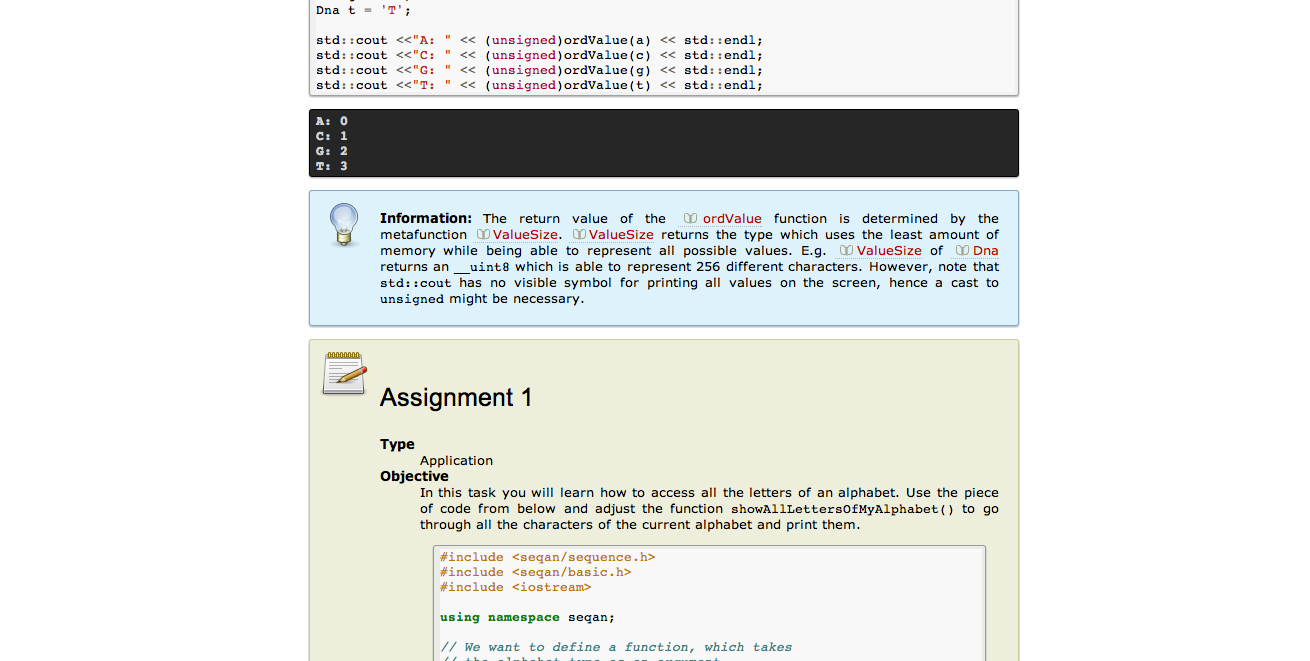 Dna t = 'T';
std::cout <<"A: " << (unsigned)ordValue(a) << std::endl;
std::cout <<"C: " << (unsigned)ordValue(c) << std::endl;
std::cout <<"G: " << (unsigned)ordValue(g) << std::endl;
std::cout <<"T: " << (unsigned)ordValue(t) << std::endl;
A: 0
C: 1
G: 2
T: 3
Information: The return value of the ordValue function is determined by the
metafunction ValueSize. ValueSize returns the type which uses the least amount of
memory while being able to represent all possible values. E.g. ValueSize of Dna
returns an __uint8 which is able to represent 256 different characters. However, note that
std::cout has no visible symbol for printing all values on the screen, hence a cast to
unsigned might be necessary.
Assignment 1
Type
Application
Objective
In this task you will learn how to access all the letters of an alphabet. Use the piece
of code from below and adjust the function showAllLettersOfMyAlphabet() to go
through all the characters of the current alphabet and print them.
#include <seqan/sequence.h>
#include <seqan/basic.h>
#include <iostream>
using namespace seqan;
// We want to define a function, which takes
// the alphabet type as an argument